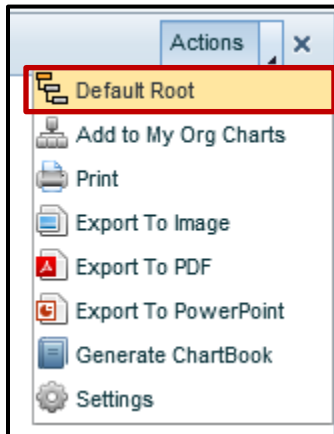 Actions
Default Root
Add to My Org Charts
Print
Export To Image
Export To PDF
Export To PowerPoint
Generate ChartBook
Settings